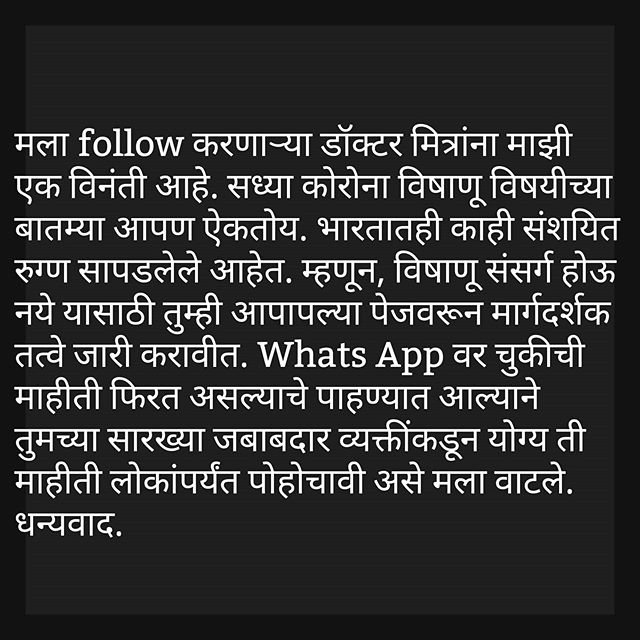 मला follow करणाऱ्या डॉक्टर मित्रांना माझी
एक विनंती आहे. सध्या कोरोना विषाणू विषयीच्या
बातम्या आपण ऐकतोय. भारतातही काही संशयित
रुग्ण सापडलेले आहेत. म्हणून, विषाणू संसर्ग होऊ
नये यासाठी तुम्ही आपापल्या पेजवरून मार्गदर्शक
तत्वे जारी करावीत. Whats App वर चुकीची
माहीती फिरत असल्याचे पाहण्यात आल्याने
तुमच्या सारख्या जबाबदार व्यक्तींकडून योग्य ती
माहीती लोकांपर्यंत पोहोचावी असे मला वाटले.
धन्यवाद.